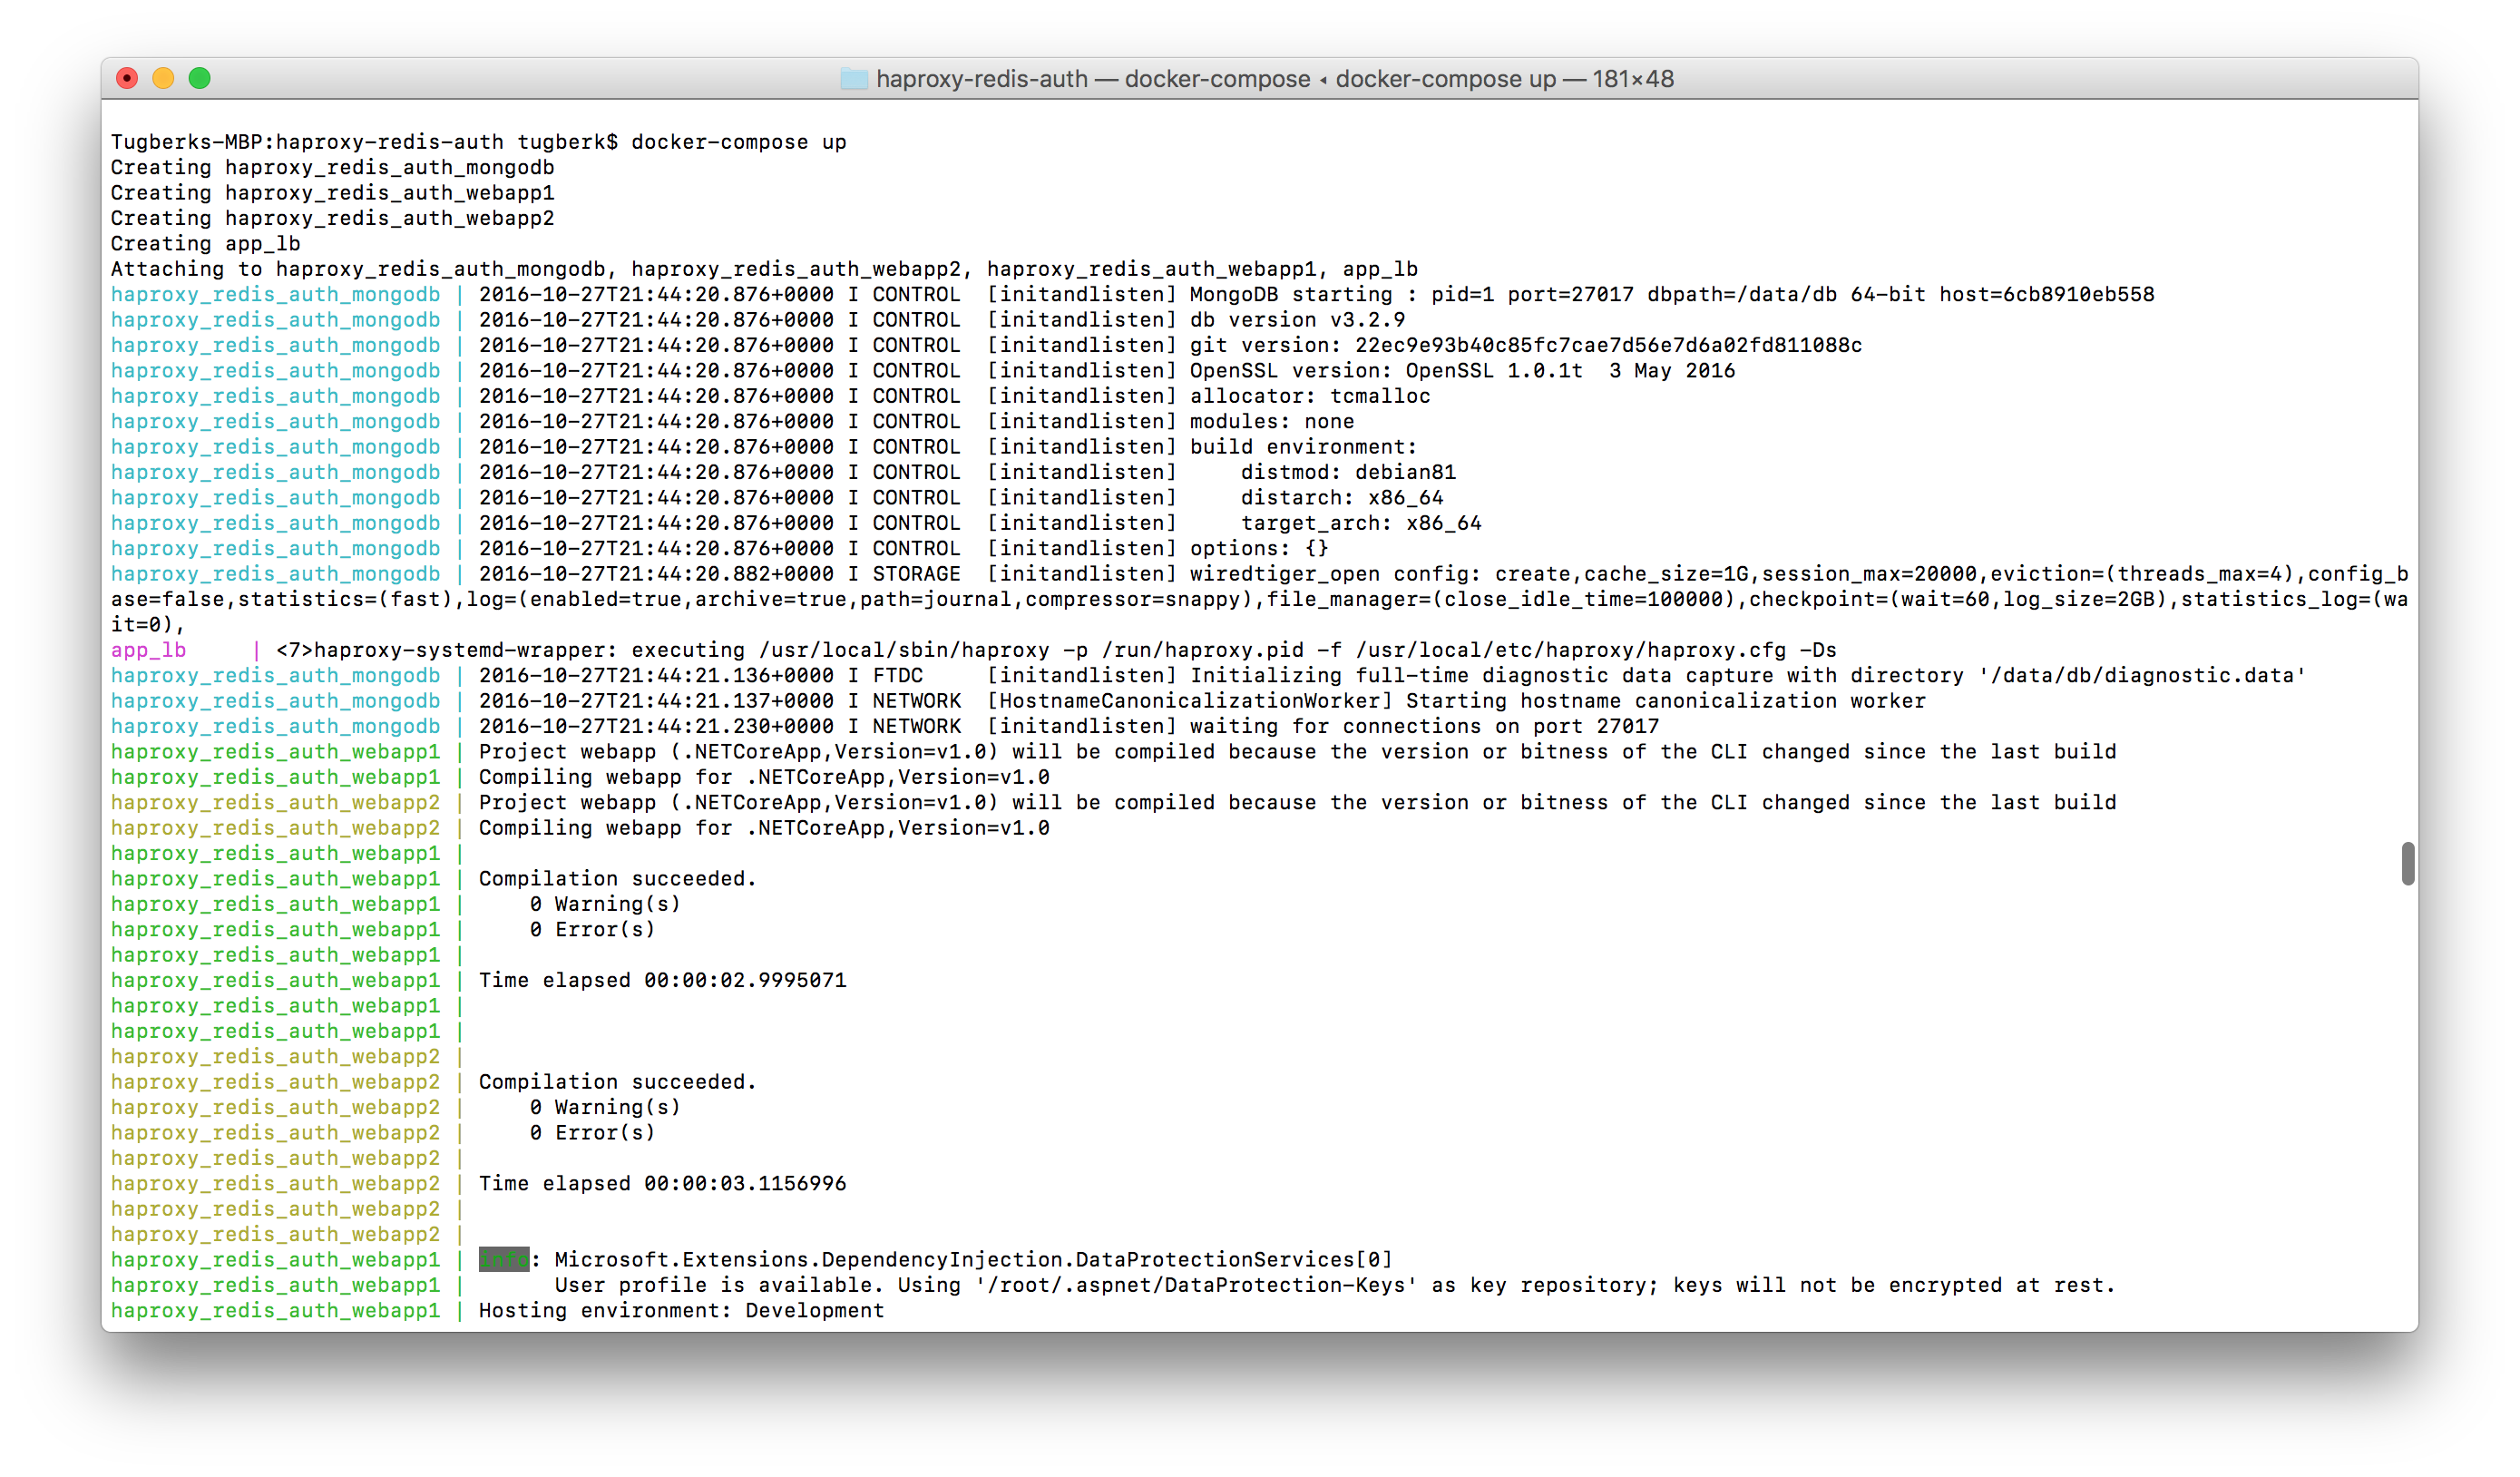 haproxy-redis-auth — docker-compose ◂ docker-compose up — 181×48
Tugberks-MBP:haproxy-redis-auth tugberk$ docker-compose up
Creating haproxy_redis_auth_mongodb
Creating haproxy_redis_auth_webapp1
Creating haproxy_redis_auth_webapp2
Creating app_lb
Attaching to haproxy_redis_auth_mongodb, haproxy_redis_auth_webapp2, haproxy_redis_auth_webapp1, app_lb
haproxy_redis_auth_mongodb | 2016-10-27T21:44:20.876+0000 I CONTROL  [initandlisten] MongoDB starting : pid=1 port=27017 dbpath=/data/db 64-bit host=6cb8910eb558
haproxy_redis_auth_mongodb | 2016-10-27T21:44:20.876+0000 I CONTROL  [initandlisten] db version v3.2.9
haproxy_redis_auth_mongodb | 2016-10-27T21:44:20.876+0000 I CONTROL  [initandlisten] git version: 22ec9e93b40c85fc7cae7d56e7d6a02fd811088c
haproxy_redis_auth_mongodb | 2016-10-27T21:44:20.876+0000 I CONTROL  [initandlisten] OpenSSL version: OpenSSL 1.0.1t  3 May 2016
haproxy_redis_auth_mongodb | 2016-10-27T21:44:20.876+0000 I CONTROL  [initandlisten] allocator: tcmalloc
haproxy_redis_auth_mongodb | 2016-10-27T21:44:20.876+0000 I CONTROL  [initandlisten] modules: none
haproxy_redis_auth_mongodb | 2016-10-27T21:44:20.876+0000 I CONTROL  [initandlisten] build environment:
haproxy_redis_auth_mongodb | 2016-10-27T21:44:20.876+0000 I CONTROL  [initandlisten]     distmod: debian81
haproxy_redis_auth_mongodb | 2016-10-27T21:44:20.876+0000 I CONTROL  [initandlisten]     distarch: x86_64
haproxy_redis_auth_mongodb | 2016-10-27T21:44:20.876+0000 I CONTROL  [initandlisten]     target_arch: x86_64
haproxy_redis_auth_mongodb | 2016-10-27T21:44:20.876+0000 I CONTROL  [initandlisten] options: {}
haproxy_redis_auth_mongodb | 2016-10-27T21:44:20.882+0000 I STORAGE  [initandlisten] wiredtiger_open config: create,cache_size=1G,session_max=20000,eviction=(threads_max=4),config_b
ase=false,statistics=(fast),log=(enabled=true,archive=true,path=journal,compressor=snappy),file_manager=(close_idle_time=100000),checkpoint=(wait=60,log_size=2GB),statistics_log=(wa
it=0),
app_lb     | <7>haproxy-systemd-wrapper: executing /usr/local/sbin/haproxy -p /run/haproxy.pid -f /usr/local/etc/haproxy/haproxy.cfg -Ds
haproxy_redis_auth_mongodb | 2016-10-27T21:44:21.136+0000 I FTDC     [initandlisten] Initializing full-time diagnostic data capture with directory '/data/db/diagnostic.data'
haproxy_redis_auth_mongodb | 2016-10-27T21:44:21.137+0000 I NETWORK  [HostnameCanonicalizationWorker] Starting hostname canonicalization worker
haproxy_redis_auth_mongodb | 2016-10-27T21:44:21.230+0000 I NETWORK  [initandlisten] waiting for connections on port 27017
haproxy_redis_auth_webapp1 | Project webapp (.NETCoreApp,Version=v1.0) will be compiled because the version or bitness of the CLI changed since the last build
haproxy_redis_auth_webapp1 | Compiling webapp for .NETCoreApp,Version=v1.0
haproxy_redis_auth_webapp2 | Project webapp (.NETCoreApp,Version=v1.0) will be compiled because the version or bitness of the CLI changed since the last build
haproxy_redis_auth_webapp2 | Compiling webapp for .NETCoreApp,Version=v1.0
haproxy_redis_auth_webapp1 |
haproxy_redis_auth_webapp1 | Compilation succeeded.
haproxy_redis_auth_webapp1 |     0 Warning(s)
haproxy_redis_auth_webapp1 |     0 Error(s)
haproxy_redis_auth_webapp1 |
haproxy_redis_auth_webapp1 | Time elapsed 00:00:02.9995071
haproxy_redis_auth_webapp1 |
haproxy_redis_auth_webapp1 |
haproxy_redis_auth_webapp2 |
haproxy_redis_auth_webapp2 | Compilation succeeded.
haproxy_redis_auth_webapp2 |     0 Warning(s)
haproxy_redis_auth_webapp2 |     0 Error(s)
haproxy_redis_auth_webapp2 |
haproxy_redis_auth_webapp2 | Time elapsed 00:00:03.1156996
haproxy_redis_auth_webapp2 |
haproxy_redis_auth_webapp2 |
haproxy_redis_auth_webapp1 | info: Microsoft.Extensions.DependencyInjection.DataProtectionServices[0]
haproxy_redis_auth_webapp1 |       User profile is available. Using '/root/.aspnet/DataProtection-Keys' as key repository; keys will not be encrypted at rest.
haproxy_redis_auth_webapp1 | Hosting environment: Development